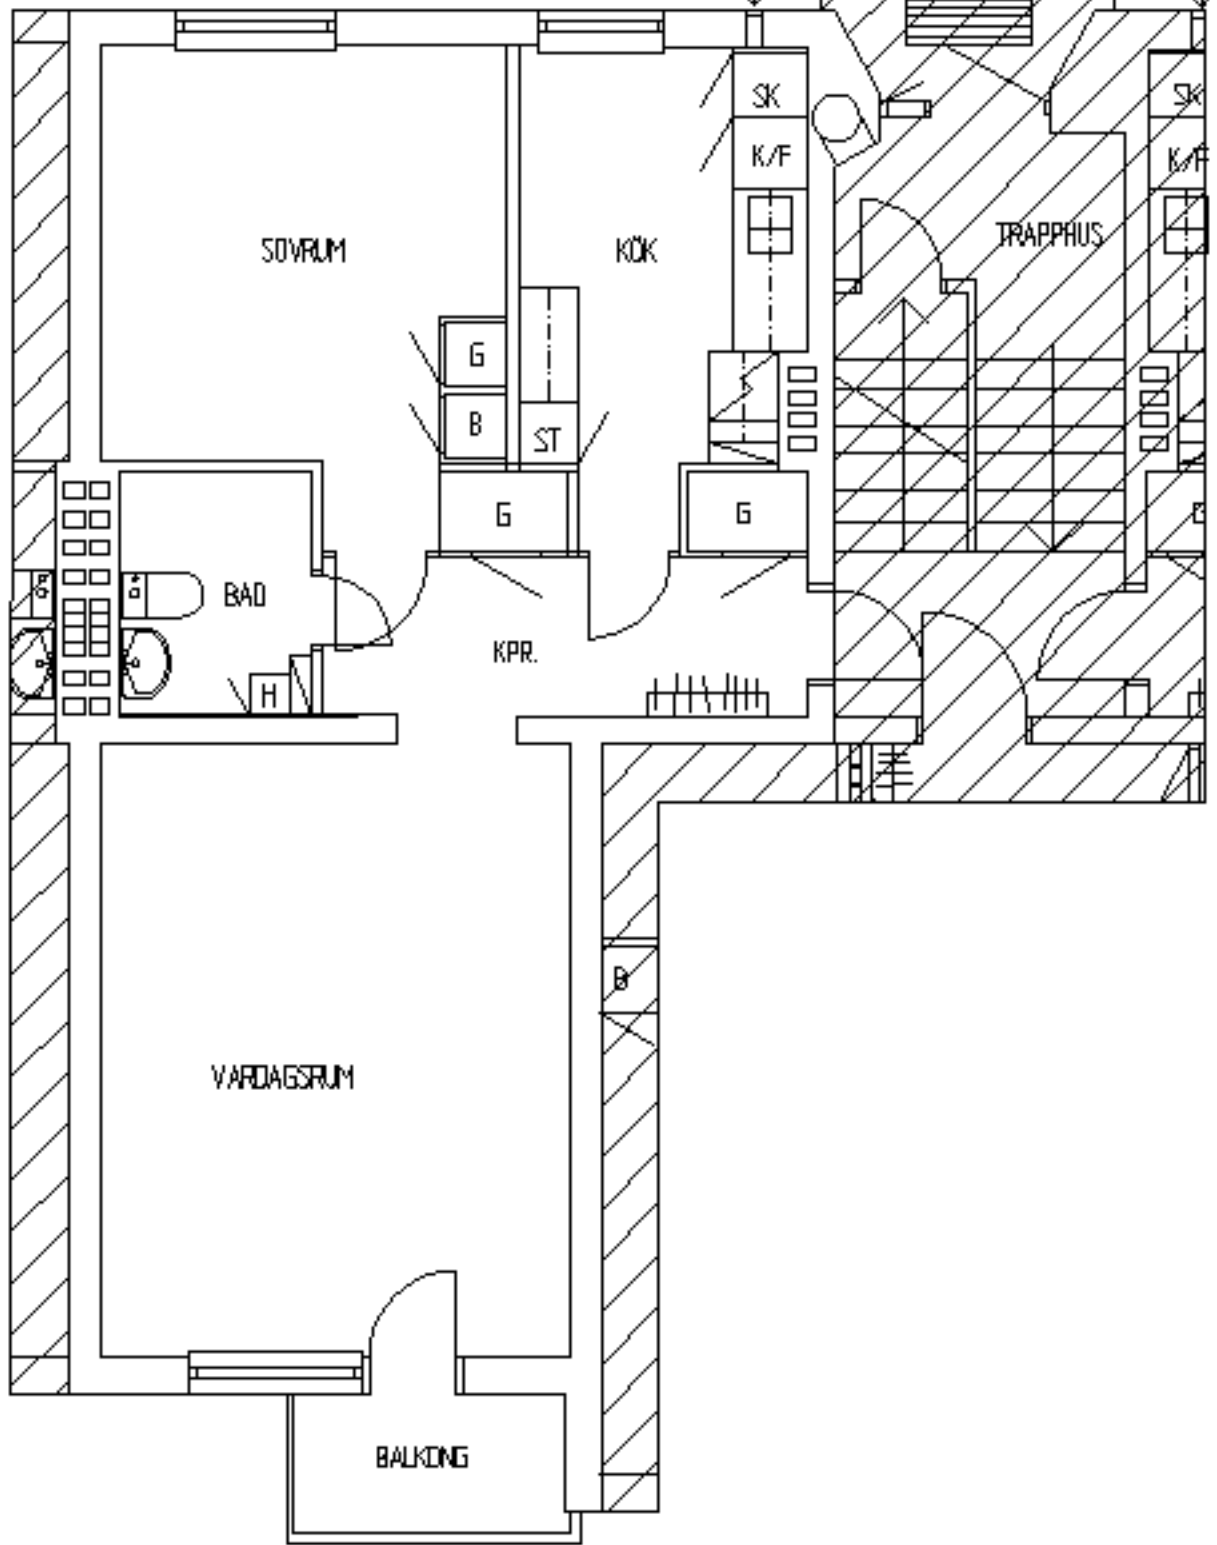 SK
SK
K/F
K/F
SOVRUM
KÖK
TRAPPHUS
G
B
ST
G
G
G
BAD
KPR.
H
B
VARDAGSRUM
BALKONG